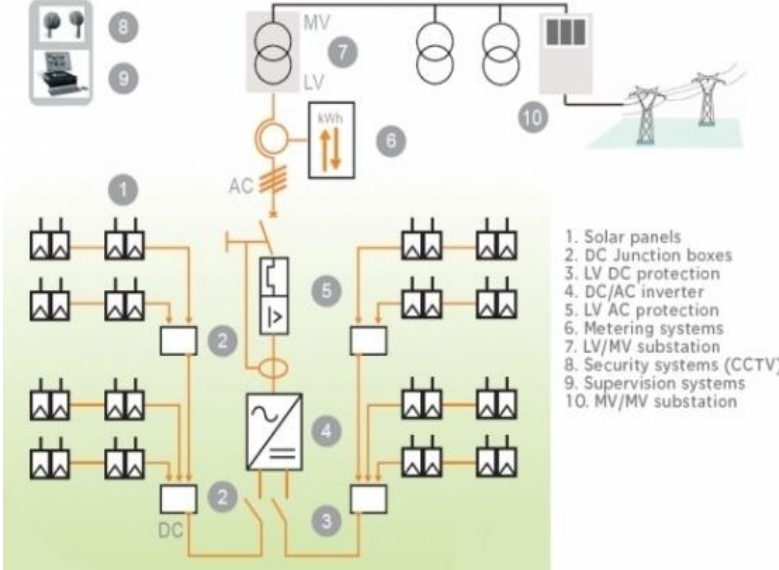 8
9
MV
7
LV
10
kWh
6
AC
1
5
2
4
2
3
DC
1. Solar panels
2. DC Junction boxes
3. LV DC protection
4. DC/AC inverter
5. LV AC protection
6. Metering systems
7. LV/MV substation
8. Security systems (CCTV)
9. Supervision systems
10. MV/MV substation